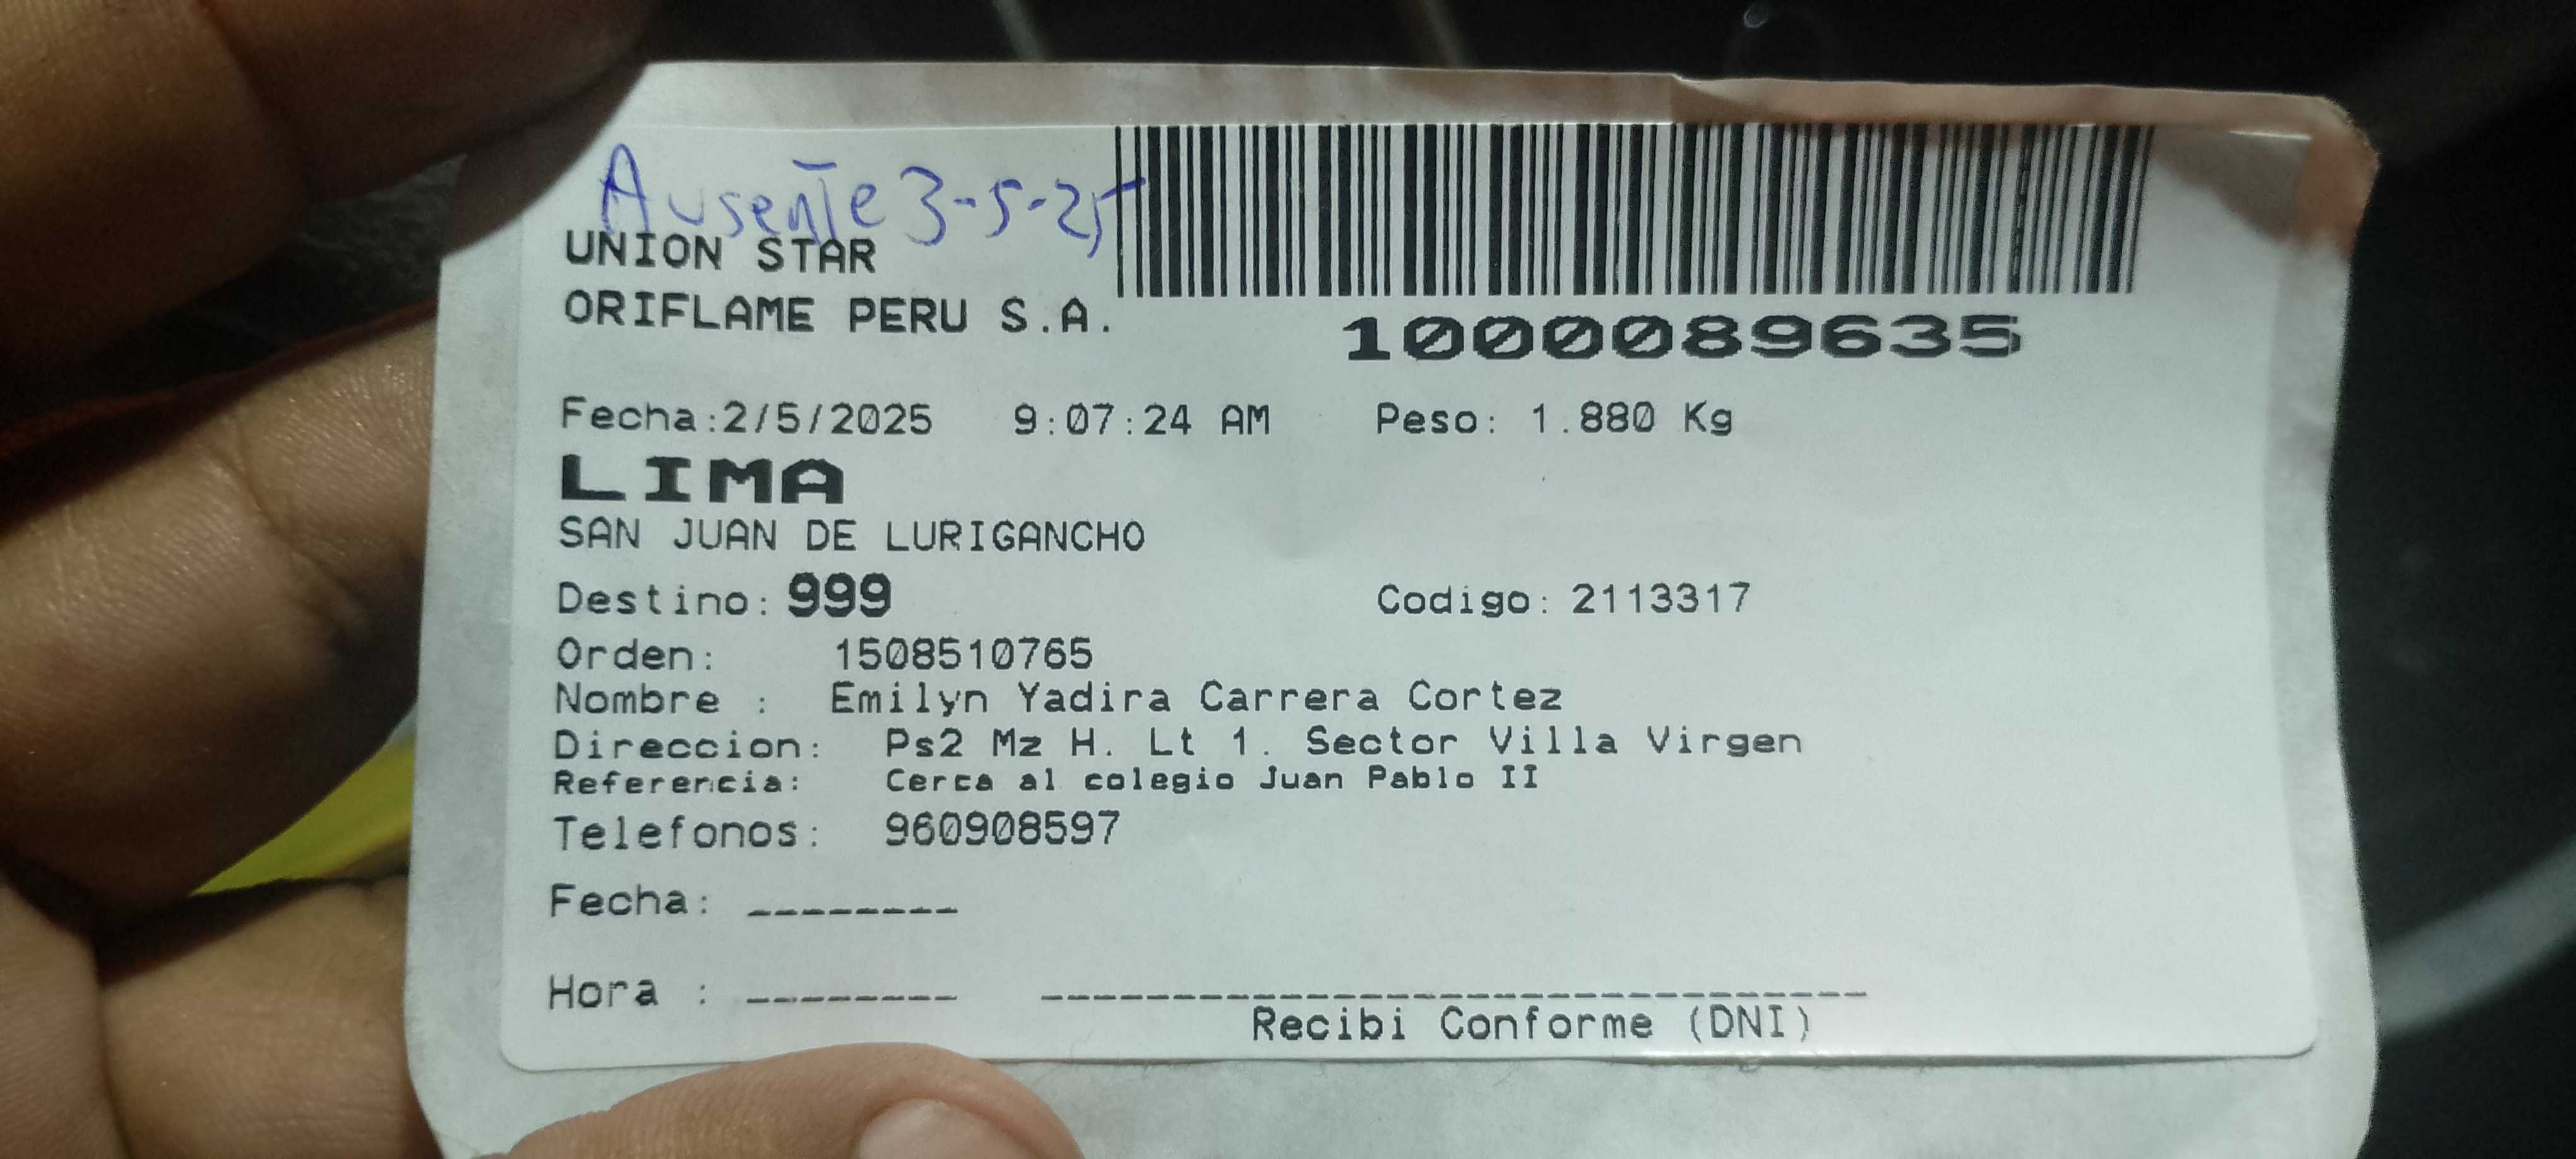 Ausente 3-5-25
UNION STAR
ORIFLAME PERU S.A.
1000089635
Fecha:2/5/2025 9:07:24 AM Peso: 1.880 Kg
LIMA
SAN JUAN DE LURIGANCHO
Destino: 999 Codigo: 2113317
Orden: 1508510765
Nombre : Emilyn Yadira Carrera Cortez
Direccion: Ps2 Mz H. Lt 1. Sector Villa Virgen
Referencia: Cerca al colegio Juan Pablo II
Telefonos: 960908597
Fecha: ________
Hora : ________ ________________________________
Recibi Conforme (DNI)